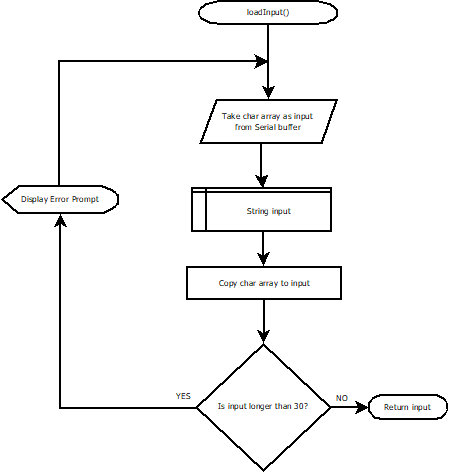 loadInput()
Take char array as input
from Serial buffer
Display Error Prompt
String input
Copy char array to input
YES
Is input longer than 30?
NO
Return input